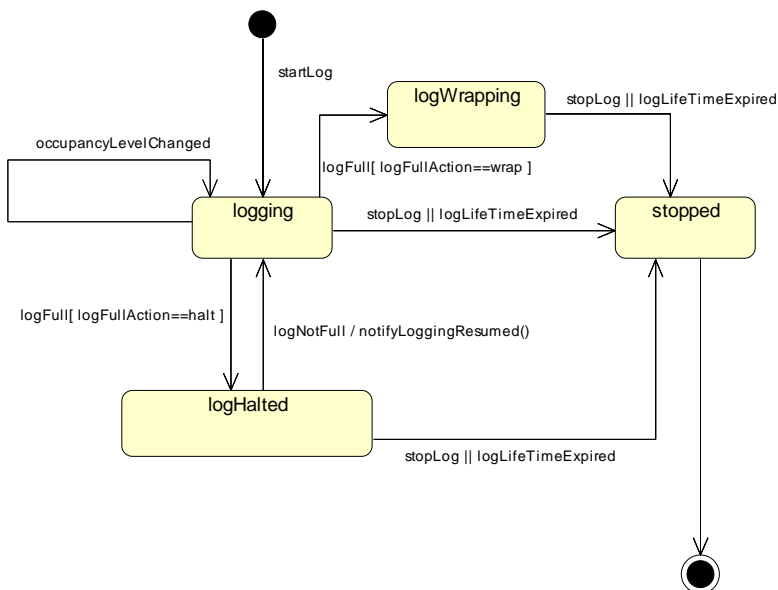 startLog
logWrapping
stopLog || logLifeTimeExpired
occupancyLevelChanged
logFull[ logFullAction==wrap ]
logging
stopLog || logLifeTimeExpired
stopped
logFull[ logFullAction==halt ]
logNotFull / notifyLoggingResumed()
logHalted
stopLog || logLifeTimeExpired